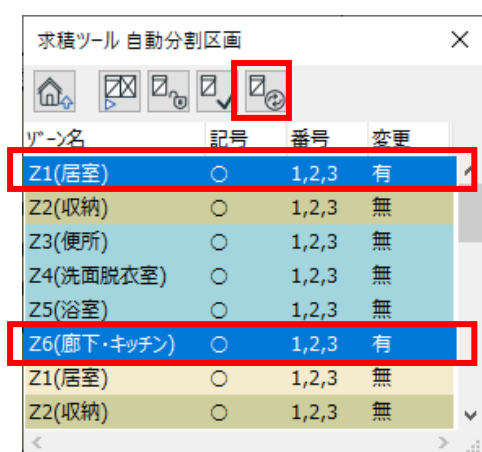 求積ツール 自動分割区画
ｿﾞｰﾝ名 記号 番号 変更
Z1(居室) ○ 1,2,3 有
Z2(収納) ○ 1,2,3 無
Z3(便所) ○ 1,2,3 無
Z4(洗面脱衣室) ○ 1,2,3 無
Z5(浴室) ○ 1,2,3 無
Z6(廊下・ｷｯﾁﾝ) ○ 1,2,3 有
Z1(居室) ○ 1,2,3 無
Z2(収納) ○ 1,2,3 無